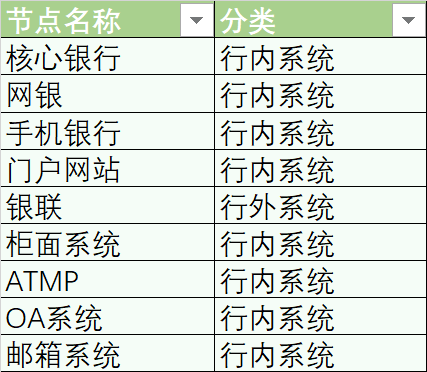 节点名称 分类
核心银行 行内系统
网银 行内系统
手机银行 行内系统
门户网站 行内系统
银联 行外系统
柜面系统 行内系统
ATMP 行内系统
OA系统 行内系统
邮箱系统 行内系统